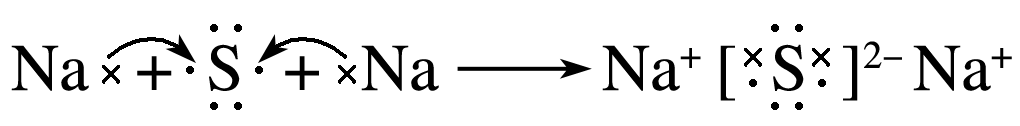 Na× + ·S̤̈· + ×Na ⟶ Na⁺ [×·S̤̈×·]²⁻ Na⁺